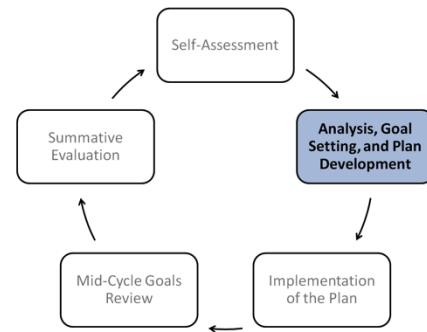 Self-Assessment
Analysis, Goal
Setting, and Plan
Development
Implementation
of the Plan
Mid-Cycle Goals
Review
Summative
Evaluation